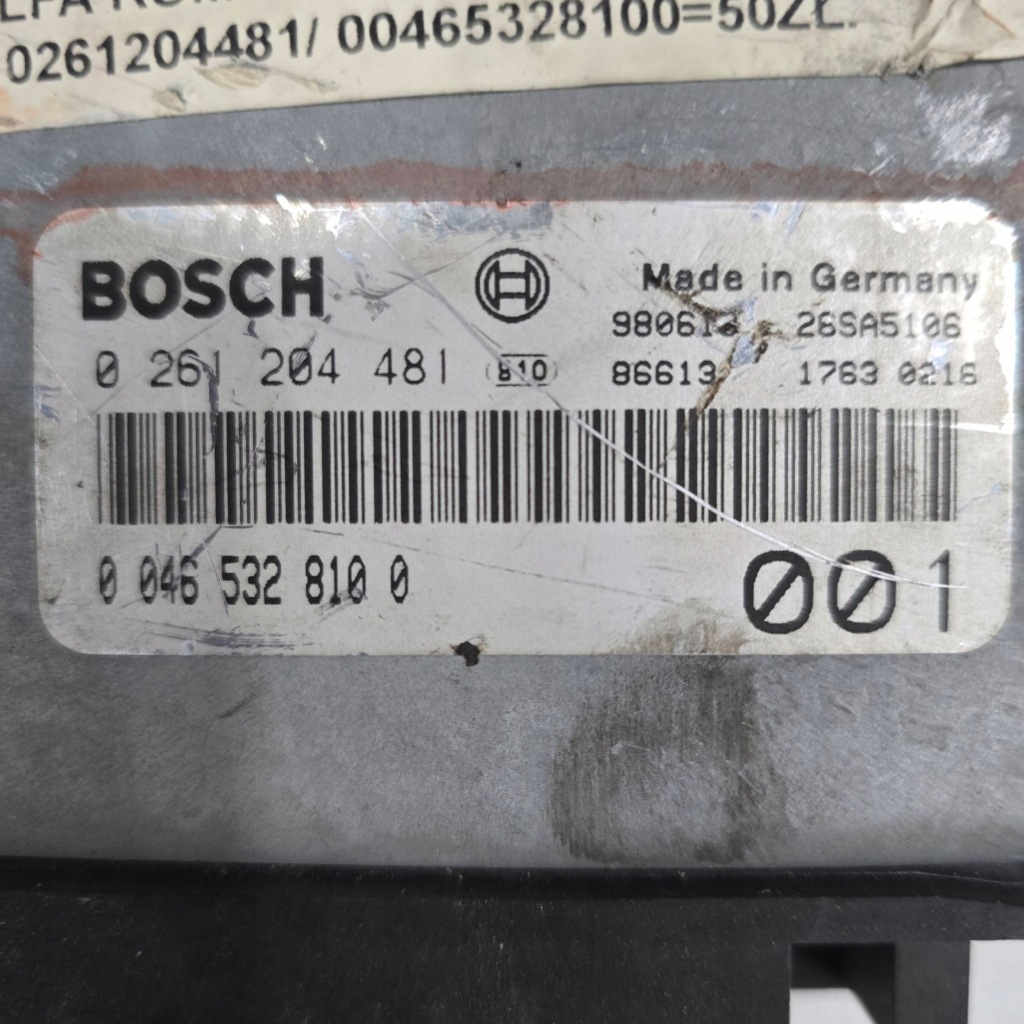 0261204481/ 00465328100=50ZŁ.
BOSCH
Made in Germany
26SA5106
0 261 204 481 810 86613 1763 0216
0 046 532 810 0
001